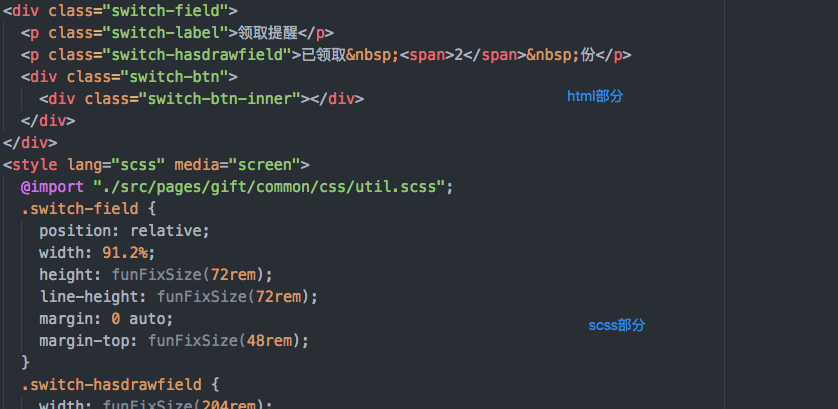 <div class="switch-field">
<p class="switch-label">领取提醒</p>
<p class="switch-hasdrawfield">已领取&nbsp;<span>2</span>&nbsp;份</p>
<div class="switch-btn">
<div class="switch-btn-inner"></div>
html部分
</div>
</div>
<style lang="scss" media="screen">
@import "./src/pages/gift/common/css/util.scss";
.switch-field {
position: relative;
width: 91.2%;
height: funFixSize(72rem);
line-height: funFixSize(72rem);
margin: 0 auto;
scss部分
margin-top: funFixSize(48rem);
}
.switch-hasdrawfield {
width: funFixSize(204rem);